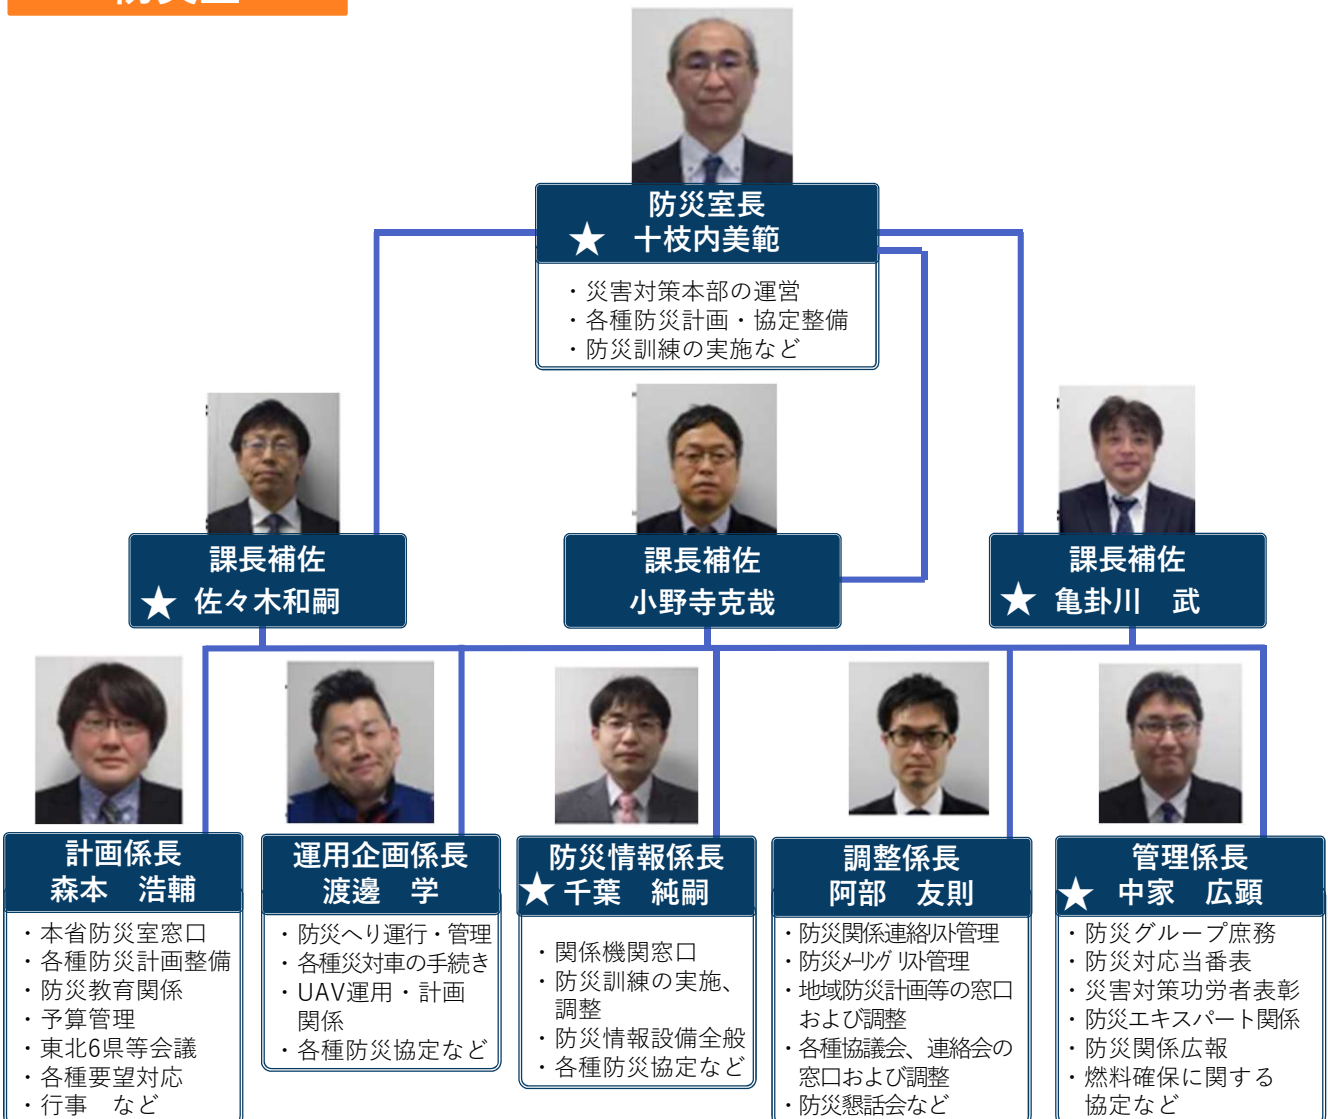 防災室長
★ 十枝内美範
・災害対策本部の運営
・各種防災計画・協定整備
・防災訓練の実施など
課長補佐
★ 佐々木和嗣
課長補佐
小野寺克哉
課長補佐
★ 亀卦川　武
計画係長
森本　浩輔
・本省防災室窓口
・各種防災計画整備
・防災教育関係
・予算管理
・東北6県等会議
・各種要望対応
・行事　など
運用企画係長
渡邊　学
・防災へり運行・管理
・各種災対車の手続き
・UAV運用・計画
関係
・各種防災協定など
防災情報係長
★ 千葉　純嗣
・関係機関窓口
・防災訓練の実施、
調整
・防災情報設備全般
・各種防災協定など
調整係長
阿部　友則
・防災関係連絡リスト管理
・防災メーリング リスト管理
・地域防災計画等の窓口
および調整
・各種協議会、連絡会の
窓口および調整
・防災懇話会など
管理係長
★ 中家　広顕
・防災グループ庶務
・防災対応当番表
・災害対策功労者表彰
・防災エキスパート関係
・防災関係広報
・燃料確保に関する
協定など